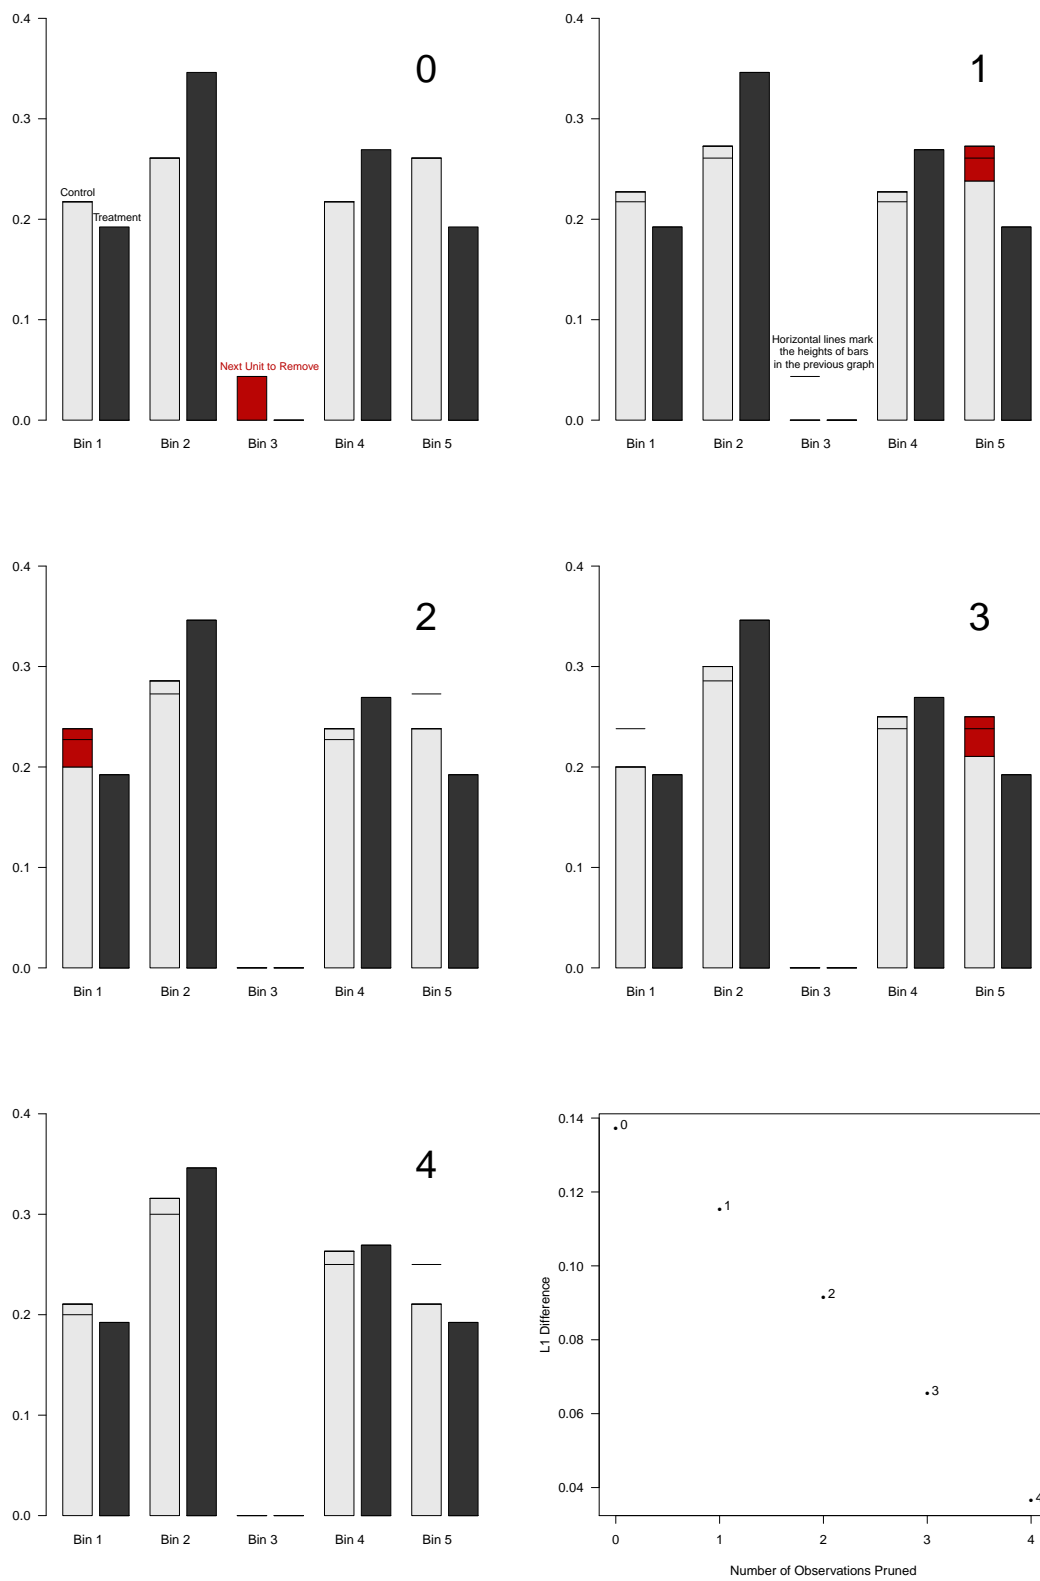 0.4
0.3
0.2
0.1
0.0
0
Control
Treatment
Next Unit to Remove
Bin 1
Bin 2
Bin 3
Bin 4
Bin 5
0.4
0.3
0.2
0.1
0.0
1
Horizontal lines mark
the heights of bars
in the previous graph
Bin 1
Bin 2
Bin 3
Bin 4
Bin 5
0.4
0.3
0.2
0.1
0.0
2
Bin 1
Bin 2
Bin 3
Bin 4
Bin 5
0.4
0.3
0.2
0.1
0.0
3
Bin 1
Bin 2
Bin 3
Bin 4
Bin 5
0.4
0.3
0.2
0.1
0.0
4
Bin 1
Bin 2
Bin 3
Bin 4
Bin 5
L1 Difference
0.14
0.12
0.10
0.08
0.06
0.04
0
1
2
3
4
0
1
2
3
4
Number of Observations Pruned